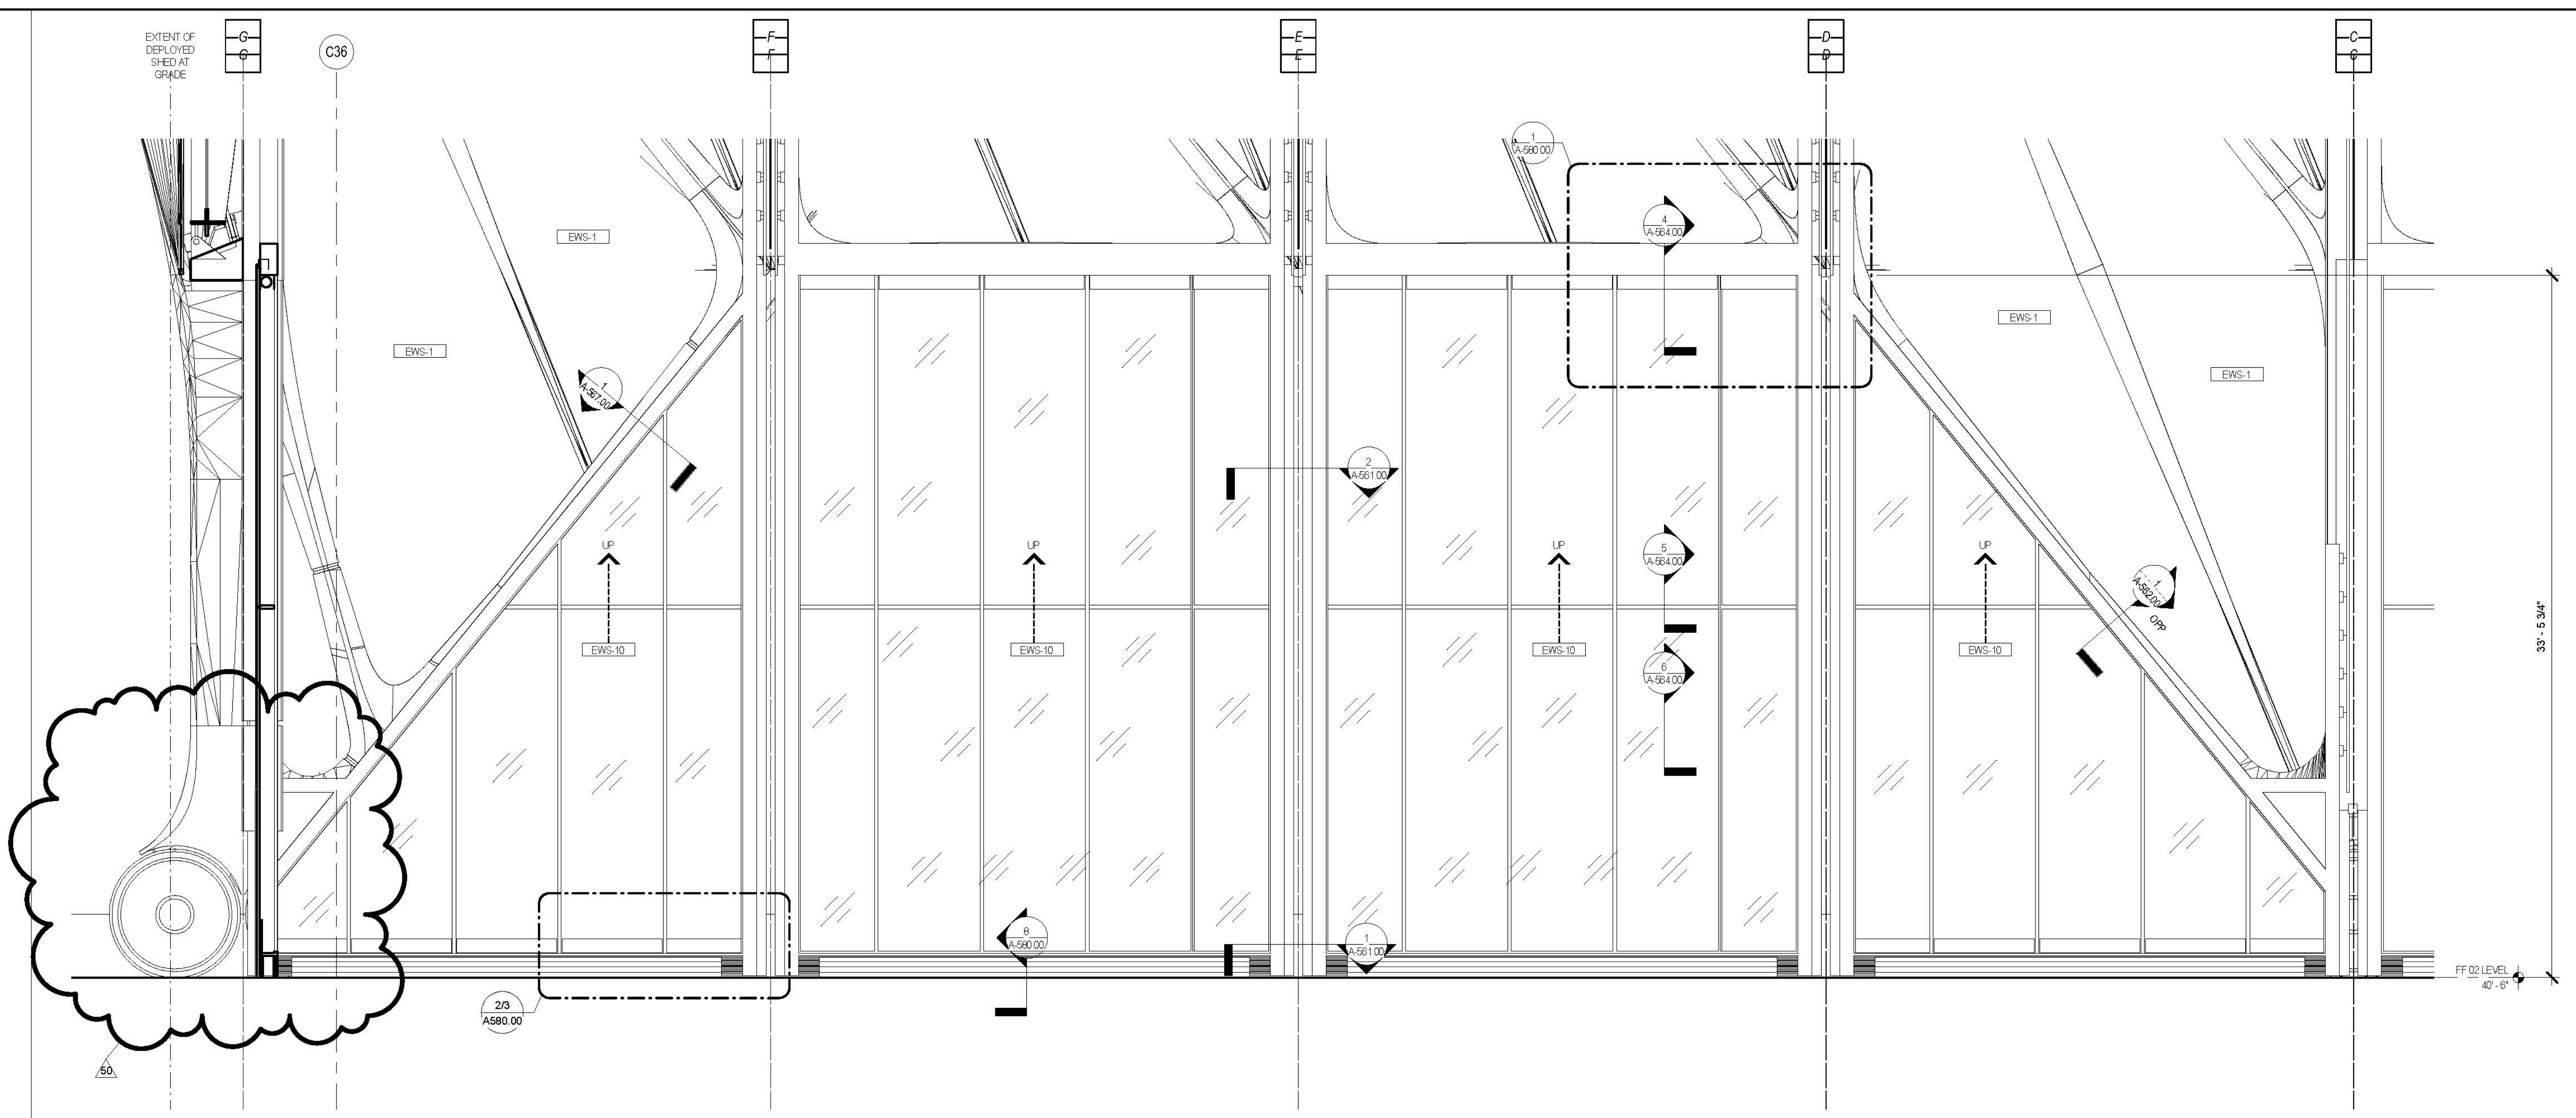 EXTENT OF
DEPLOYED
SHED AT
GRADE
G
G
C36
F
F
E
E
D
D
C
C
1
A-580.00
4
A-564.00
EWS-1
EWS-1
EWS-1
EWS-1
1
A-567.00
2
A-561.00
UP
UP
UP
UP
5
A-564.00
1
A-562.00
OPP
EWS-10
EWS-10
EWS-10
EWS-10
6
A-564.00
33' - 5 3/4"
8
A-580.00
1
A-561.00
FF 02 LEVEL
40' - 6"
2/3
A580.00
50